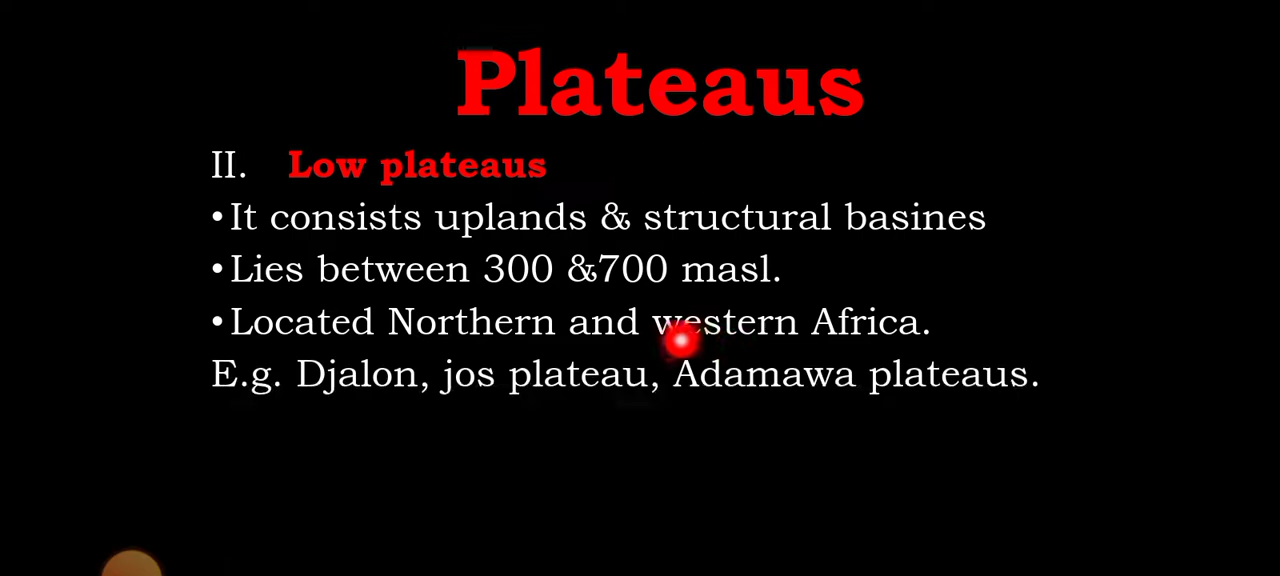 Plateaus
II. Low plateaus
•It consists uplands & structural basines
•Lies between 300 &700 masl.
•Located Northern and western Africa.
E.g. Djalon, jos plateau, Adamawa plateaus.